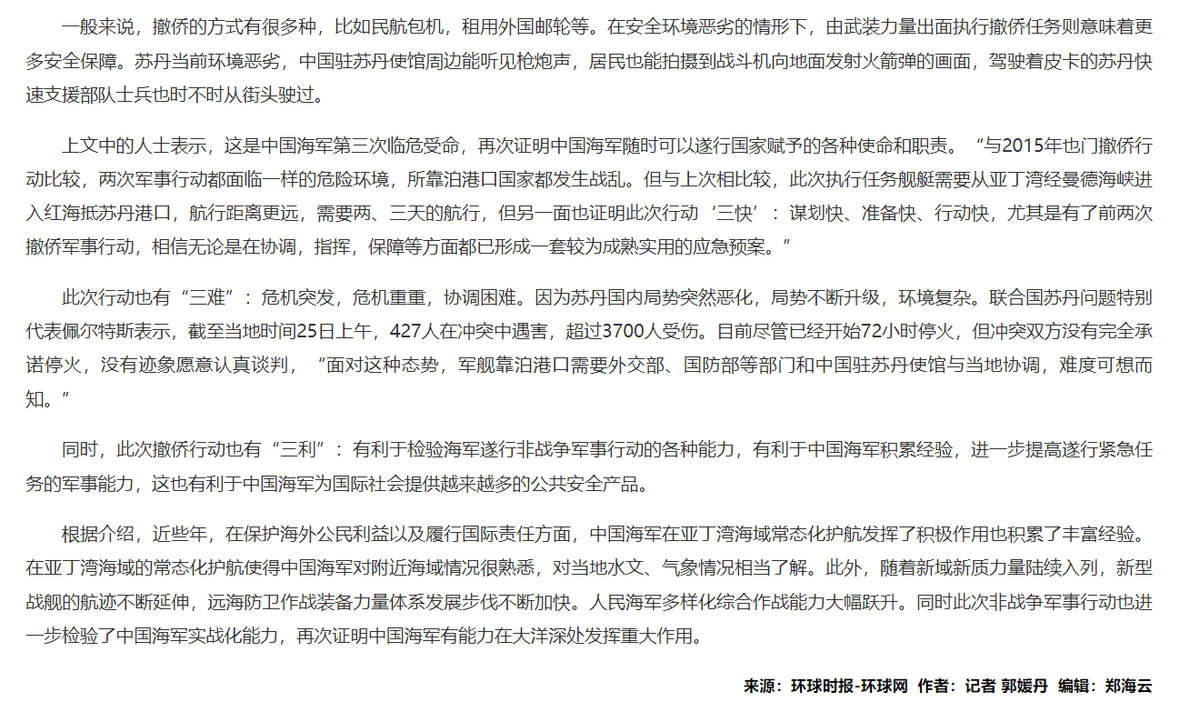 一般来说，撤侨的方式有很多种，比如民航包机，租用外国邮轮等。在安全环境恶劣的情形下，由武装力量出面执行撤侨任务则意味着更
多安全保障。苏丹当前环境恶劣，中国驻苏丹使馆周边能听见枪炮声，居民也能拍摄到战斗机向地面发射火箭弹的画面，驾驶着皮卡的苏丹快
速支援部队士兵也时不时从街头驶过。
上文中的人士表示，这是中国海军第三次临危受命，再次证明中国海军随时可以遂行国家赋予的各种使命和职责。“与2015年也门撤侨行
动比较，两次军事行动都面临一样的危险环境，所靠泊港口国家都发生战乱。但与上次相比较，此次执行任务舰艇需要从亚丁湾经曼德海峡进
入红海抵苏丹港口，航行距离更远，需要两、三天的航行，但另一面也证明此次行动‘三快’：谋划快、准备快、行动快，尤其是有了前两次
撤侨军事行动，相信无论是在协调，指挥，保障等方面都已形成一套较为成熟实用的应急预案。”
此次行动也有“三难”：危机突发，危机重重，协调困难。因为苏丹国内局势突然恶化，局势不断升级，环境复杂。联合国苏丹问题特别
代表佩尔特斯表示，截至当地时间25日上午，427人在冲突中遇害，超过3700人受伤。目前尽管已经开始72小时停火，但冲突双方没有完全承
诺停火，没有迹象愿意认真谈判，“面对这种态势，军舰靠泊港口需要外交部、国防部等部门和中国驻苏丹使馆与当地协调，难度可想而
知。”
同时，此次撤侨行动也有“三利”：有利于检验海军遂行非战争军事行动的各种能力，有利于中国海军积累经验，进一步提高遂行紧急任
务的军事能力，这也有利于中国海军为国际社会提供越来越多的公共安全产品。
根据介绍，近些年，在保护海外公民利益以及履行国际责任方面，中国海军在亚丁湾海域常态化护航发挥了积极作用也积累了丰富经验。
在亚丁湾海域的常态化护航使得中国海军对附近海域情况很熟悉，对当地水文、气象情况相当了解。此外，随着新域新质力量陆续入列，新型
战舰的航迹不断延伸，远海防卫作战装备力量体系发展步伐不断加快。人民海军多样化综合作战能力大幅跃升。同时此次非战争军事行动也进
一步检验了中国海军实战化能力，再次证明中国海军有能力在大洋深处发挥重大作用。
来源：环球时报-环球网 作者：记者 郭媛丹 编辑：郑海云